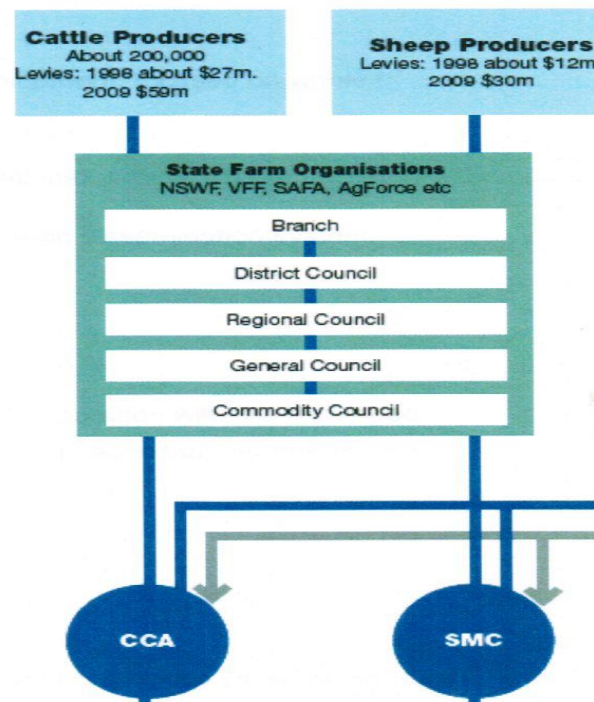 Cattle Producers
About 200,000
Levies: 1998 about $27m.
2009 $59m
Sheep Producers
Levies: 1998 about $12m
2009 $30m
State Farm Organisations
NSWF, VFF, SAFA, AgForce etc
Branch
District Council
Regional Council
General Council
Commodity Council
CCA
SMC